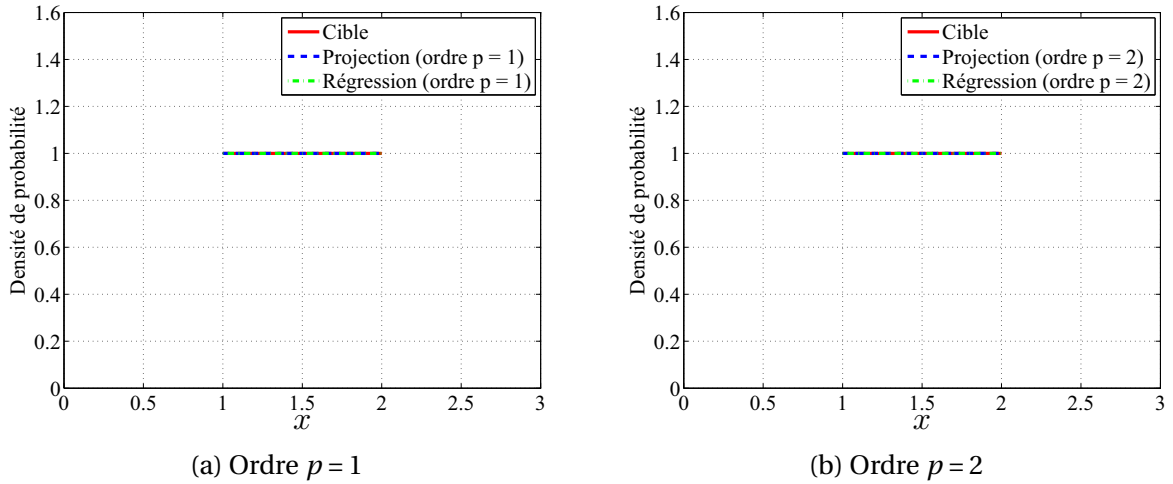 1.6
1.4
1.2
1
0.8
0.6
0.4
0.2
0
Densité de probabilité
Cible
Projection (ordre p = 1)
Régression (ordre p = 1)
0 0.5 1 1.5 2 2.5 3
x
(a) Ordre p = 1
1.6
1.4
1.2
1
0.8
0.6
0.4
0.2
0
Densité de probabilité
Cible
Projection (ordre p = 2)
Régression (ordre p = 2)
0 0.5 1 1.5 2 2.5 3
x
(b) Ordre p = 2